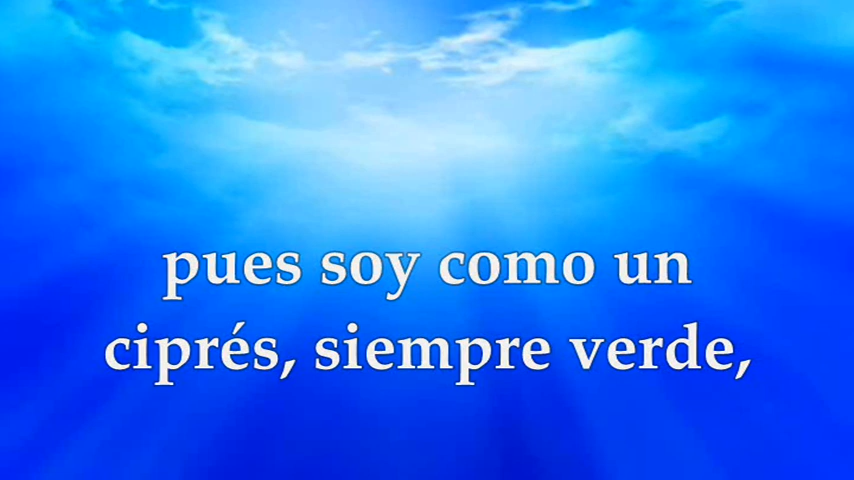 pues soy como un
ciprés, siempre verde,